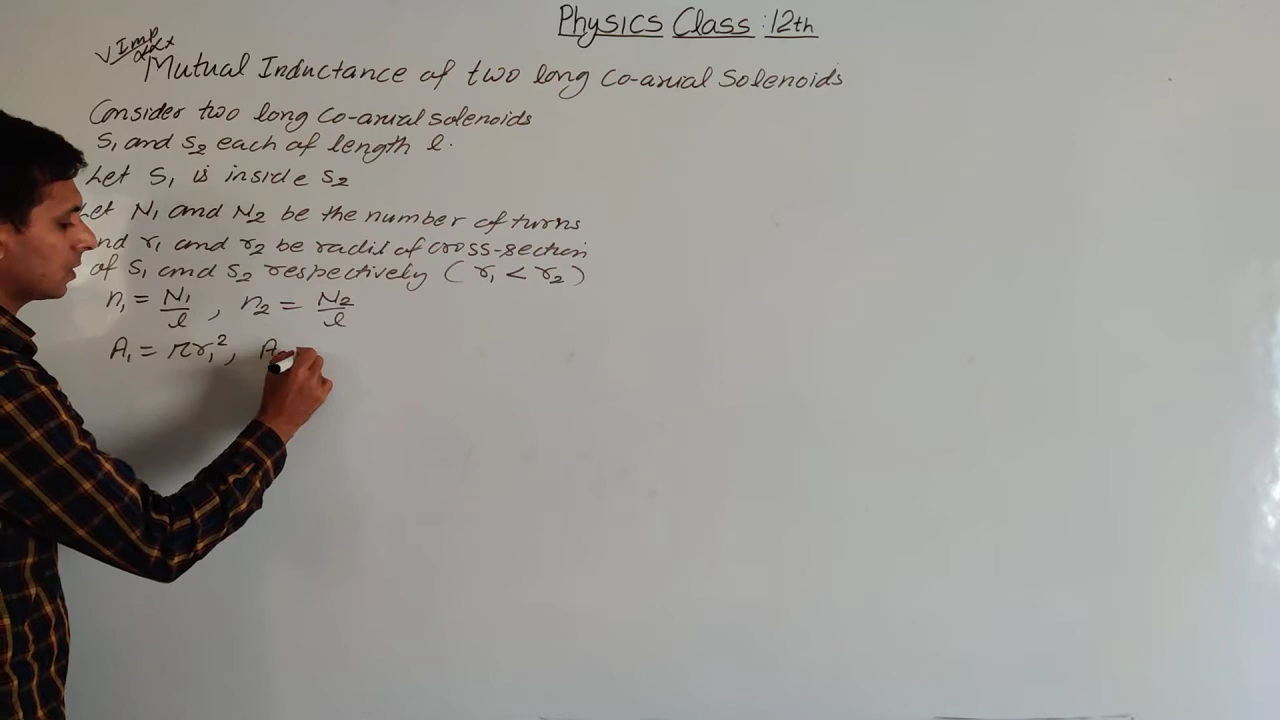 Physics Class : 12th
V Imp
Mutual Inductance of two long Co-axial Solenoids
Consider two long Co-axial solenoids
S₁ and S₂ each of length l.
Let S₁ is inside S₂
Let N₁ and N₂ be the number of turns
and r₁ and r₂ be radii of cross-section
of S₁ and S₂ respectively ( r₁ < r₂ )
n₁ = N₁/l , n₂ = N₂/l
A₁ = πr₁², A